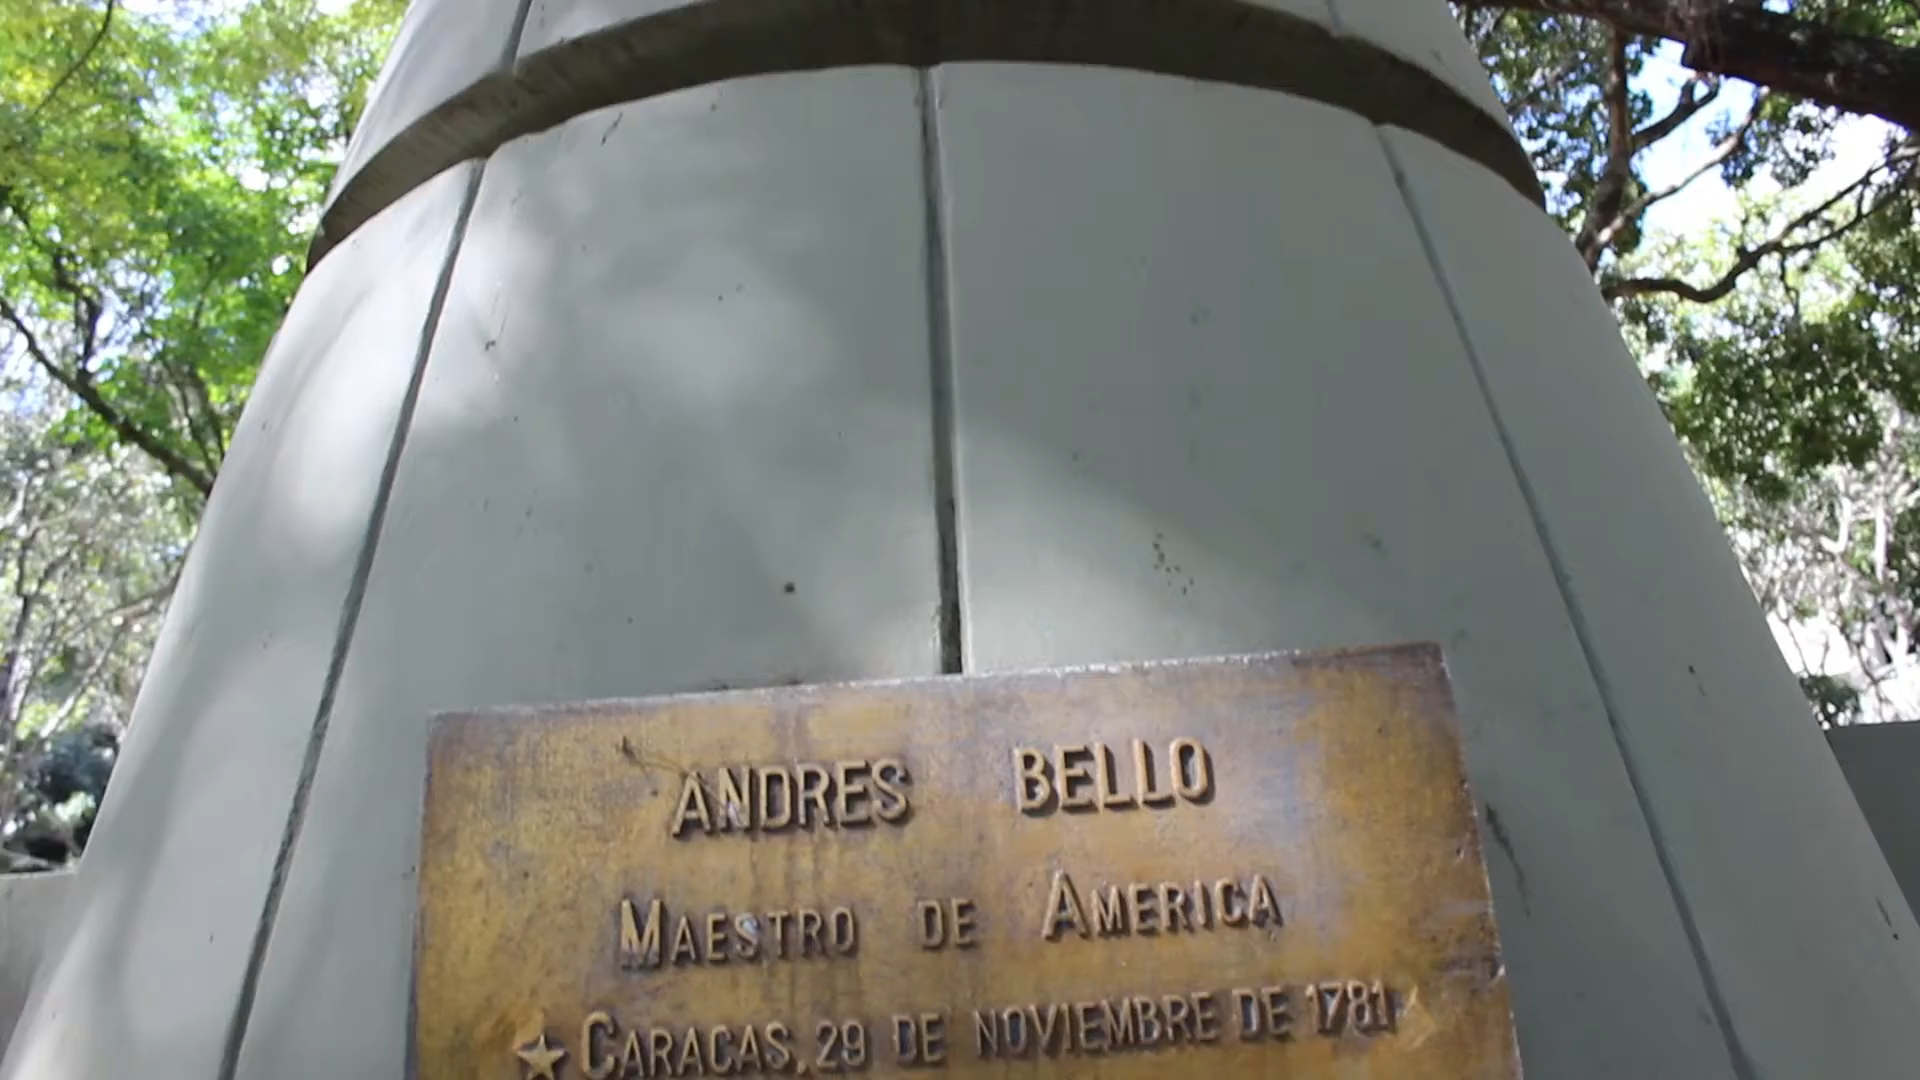 ANDRES BELLO
MAESTRO DE AMERICA
★ CARACAS, 29 DE NOVIEMBRE DE 1781